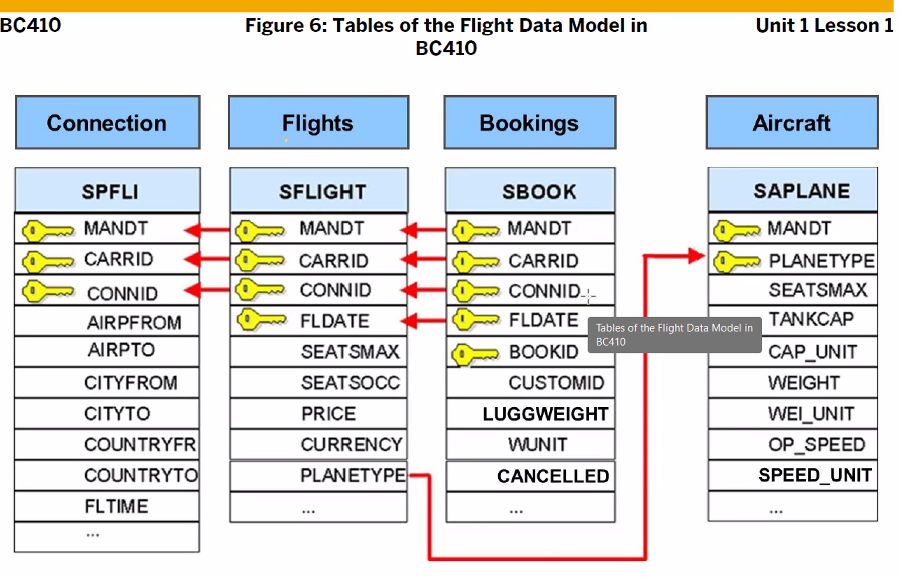 BC410
Figure 6: Tables of the Flight Data Model in
BC410
Unit 1 Lesson 1
Connection
SPFLI
MANDT
CARRID
CONNID
AIRPFROM
AIRPTO
CITYFROM
CITYTO
COUNTRYFR
COUNTRYTO
FLTIME
...
Flights
SFLIGHT
MANDT
CARRID
CONNID
FLDATE
SEATSMAX
SEATSOCC
PRICE
CURRENCY
PLANETYPE
...
Bookings
SBOOK
MANDT
CARRID
CONNID
FLDATE
BOOKID
CUSTOMID
LUGGWEIGHT
WUNIT
CANCELLED
...
Tables of the Flight Data Model in
BC410
Aircraft
SAPLANE
MANDT
PLANETYPE
SEATSMAX
TANKCAP
CAP_UNIT
WEIGHT
WEI_UNIT
OP_SPEED
SPEED_UNIT
...